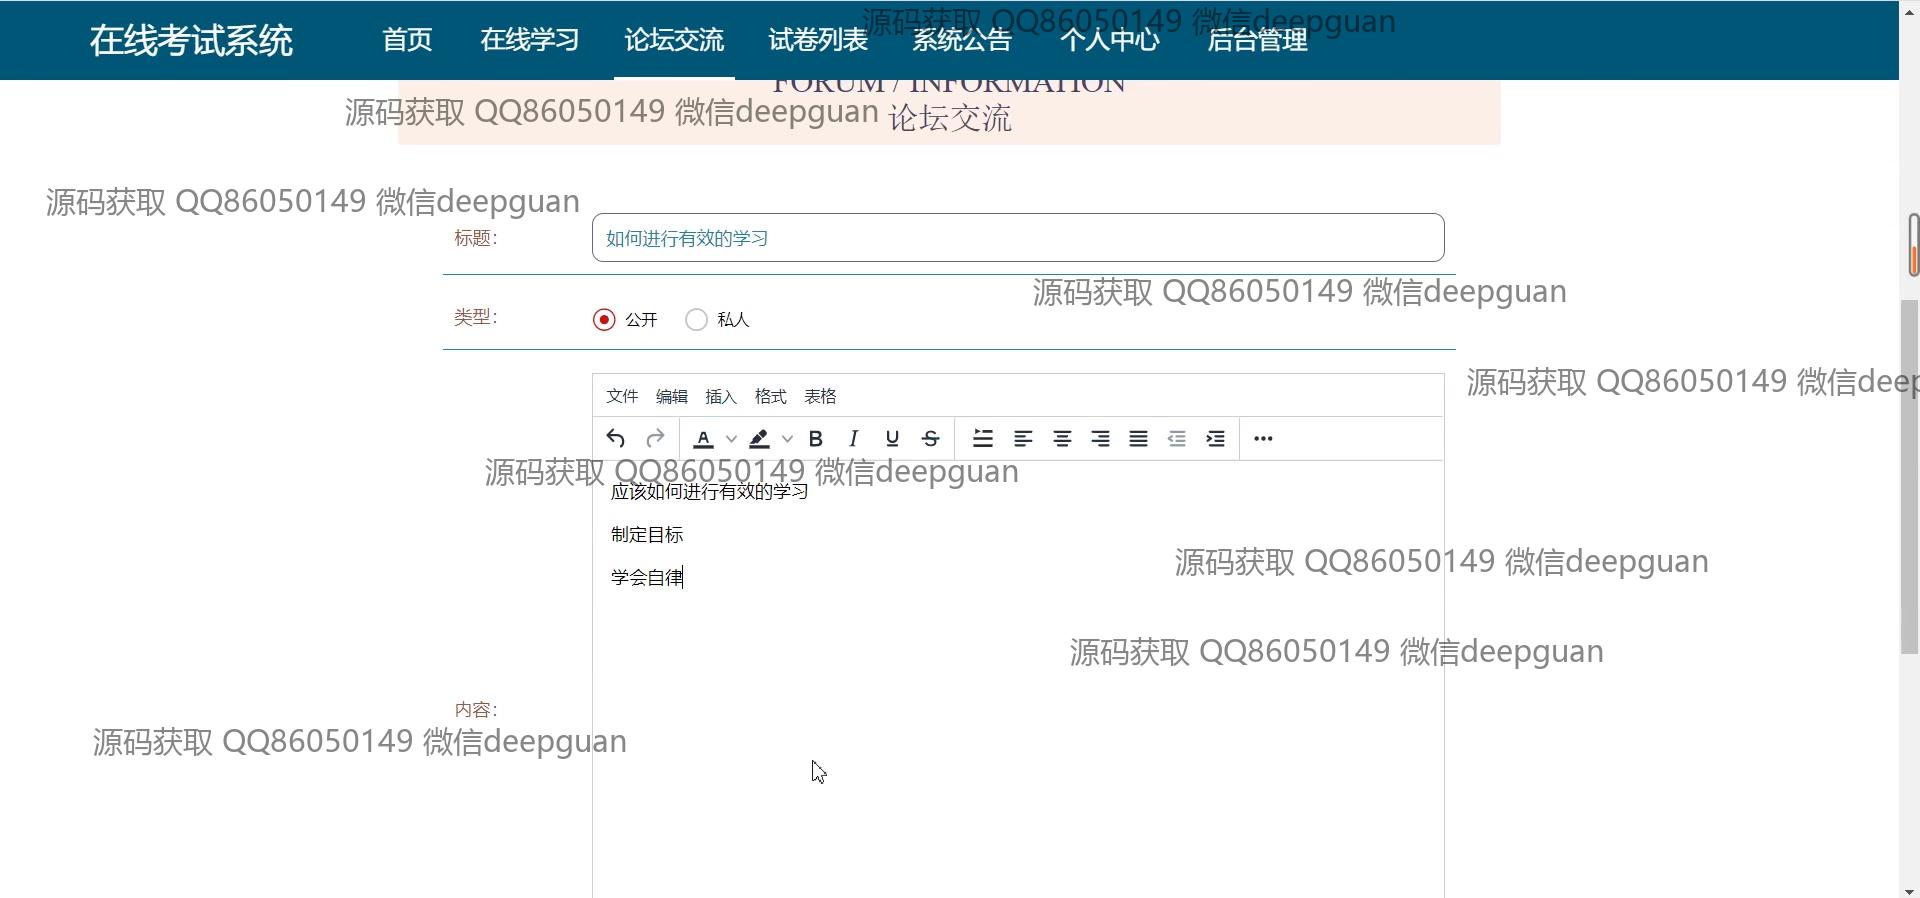 源码获取 QQ86050149 微信deepguan
在线考试系统 首页 在线学习 论坛交流 试卷列表 系统公告 个人中心 后台管理
FORUM / INFORMATION
源码获取 QQ86050149 微信deepguan
论坛交流
源码获取 QQ86050149 微信deepguan
标题：
如何进行有效的学习
源码获取 QQ86050149 微信deepguan
类型：
公开 私人
源码获取 QQ86050149 微信deep
文件 编辑 插入 格式 表格
源码获取 QQ86050149 微信deepguan
应该如何进行有效的学习
制定目标
源码获取 QQ86050149 微信deepguan
学会自律
源码获取 QQ86050149 微信deepguan
内容：
源码获取 QQ86050149 微信deepguan